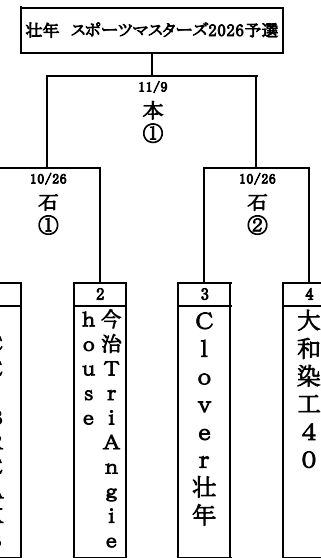 壮年 スポーツマスターズ2026予選
11/9
本
①
10/26
石
①
10/26
石
②
2
3
4
今治TriAngie
house
Clover壮年
大和染工40